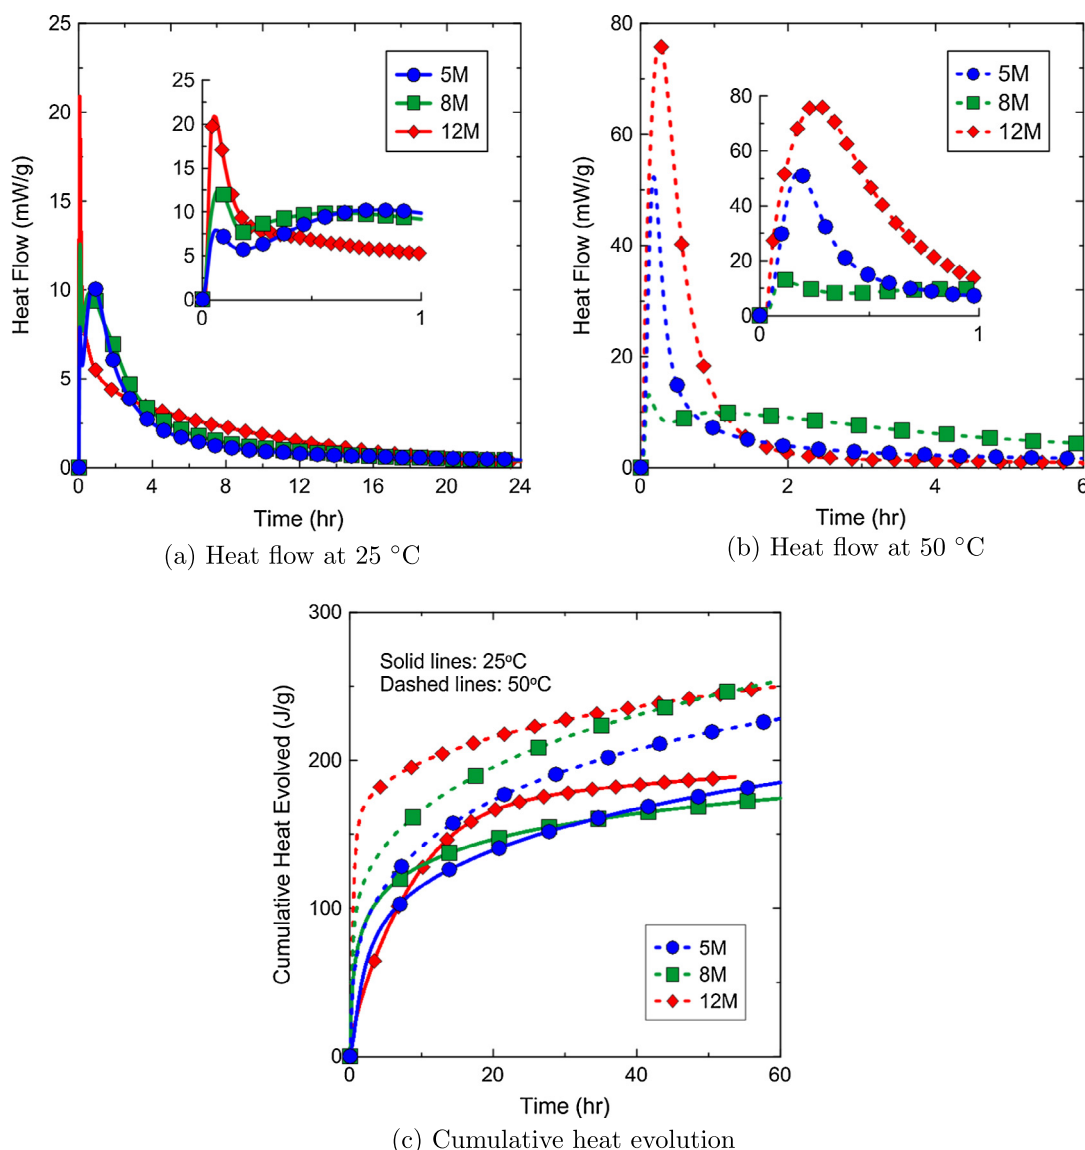 25
20
15
10
5
0
Heat Flow (mW/g)
5M
8M
12M
25
20
15
10
5
0
0
1
0
4
8
12
16
20
24
Time (hr)
(a) Heat flow at 25 °C
80
60
40
20
0
Heat Flow (mW/g)
5M
8M
12M
80
60
40
20
0
0
1
0
2
4
6
Time (hr)
(b) Heat flow at 50 °C
300
200
100
0
Cumulative Heat Evolved (J/g)
Solid lines: 25ºC
Dashed lines: 50ºC
5M
8M
12M
0
20
40
60
Time (hr)
(c) Cumulative heat evolution